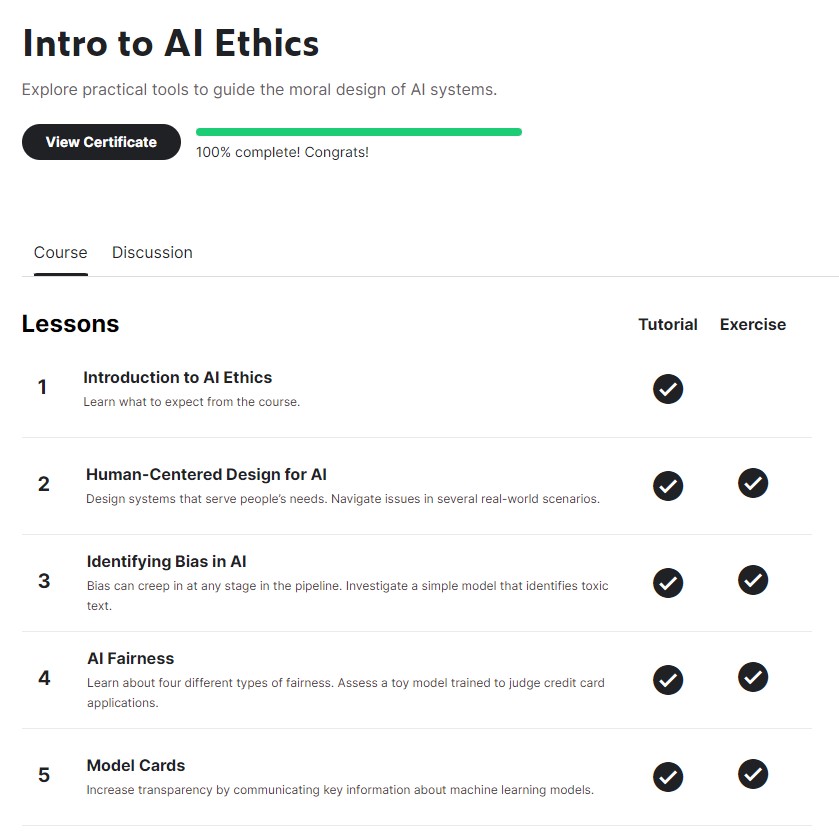 Intro to AI Ethics
Explore practical tools to guide the moral design of AI systems.
View Certificate
100% complete! Congrats!
Course Discussion
Lessons Tutorial Exercise
1 Introduction to AI Ethics
Learn what to expect from the course.
2 Human-Centered Design for AI
Design systems that serve people’s needs. Navigate issues in several real-world scenarios.
3 Identifying Bias in AI
Bias can creep in at any stage in the pipeline. Investigate a simple model that identifies toxic
text.
4 AI Fairness
Learn about four different types of fairness. Assess a toy model trained to judge credit card
applications.
5 Model Cards
Increase transparency by communicating key information about machine learning models.